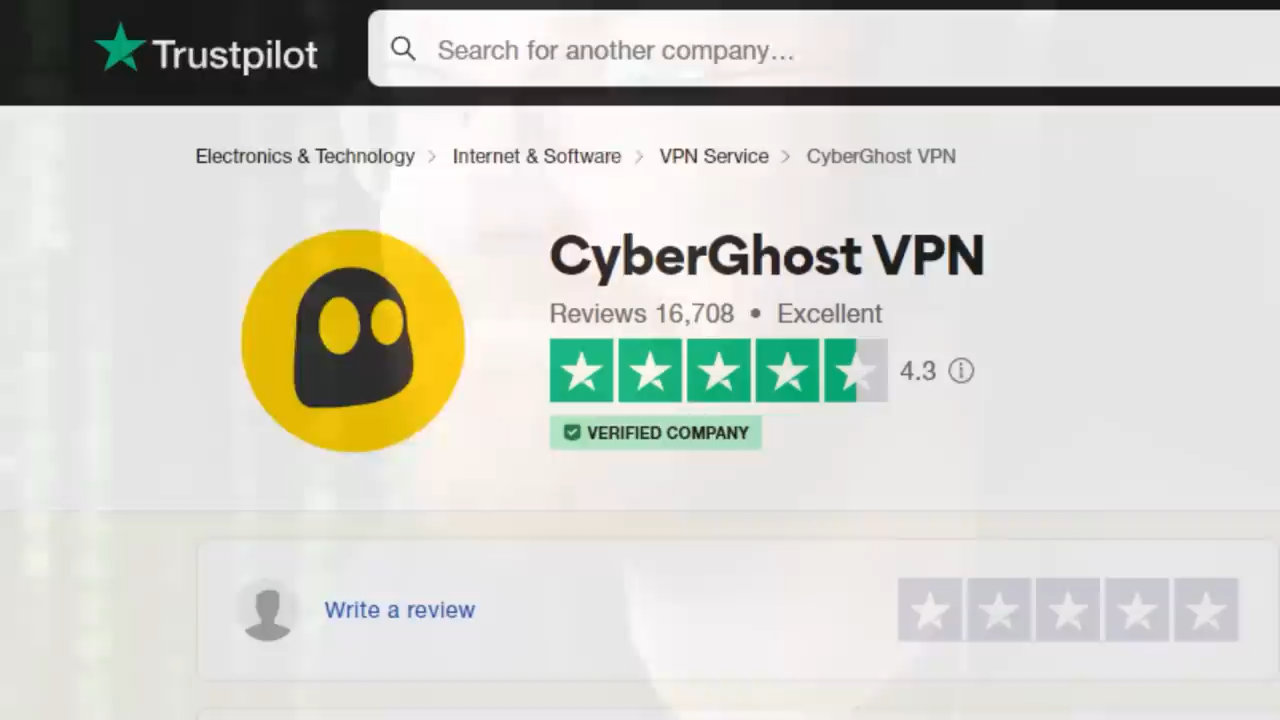 Trustpilot
Search for another company...
Electronics & Technology > Internet & Software > VPN Service > CyberGhost VPN
CyberGhost VPN
Reviews 16,708 • Excellent
4.3
VERIFIED COMPANY
Write a review